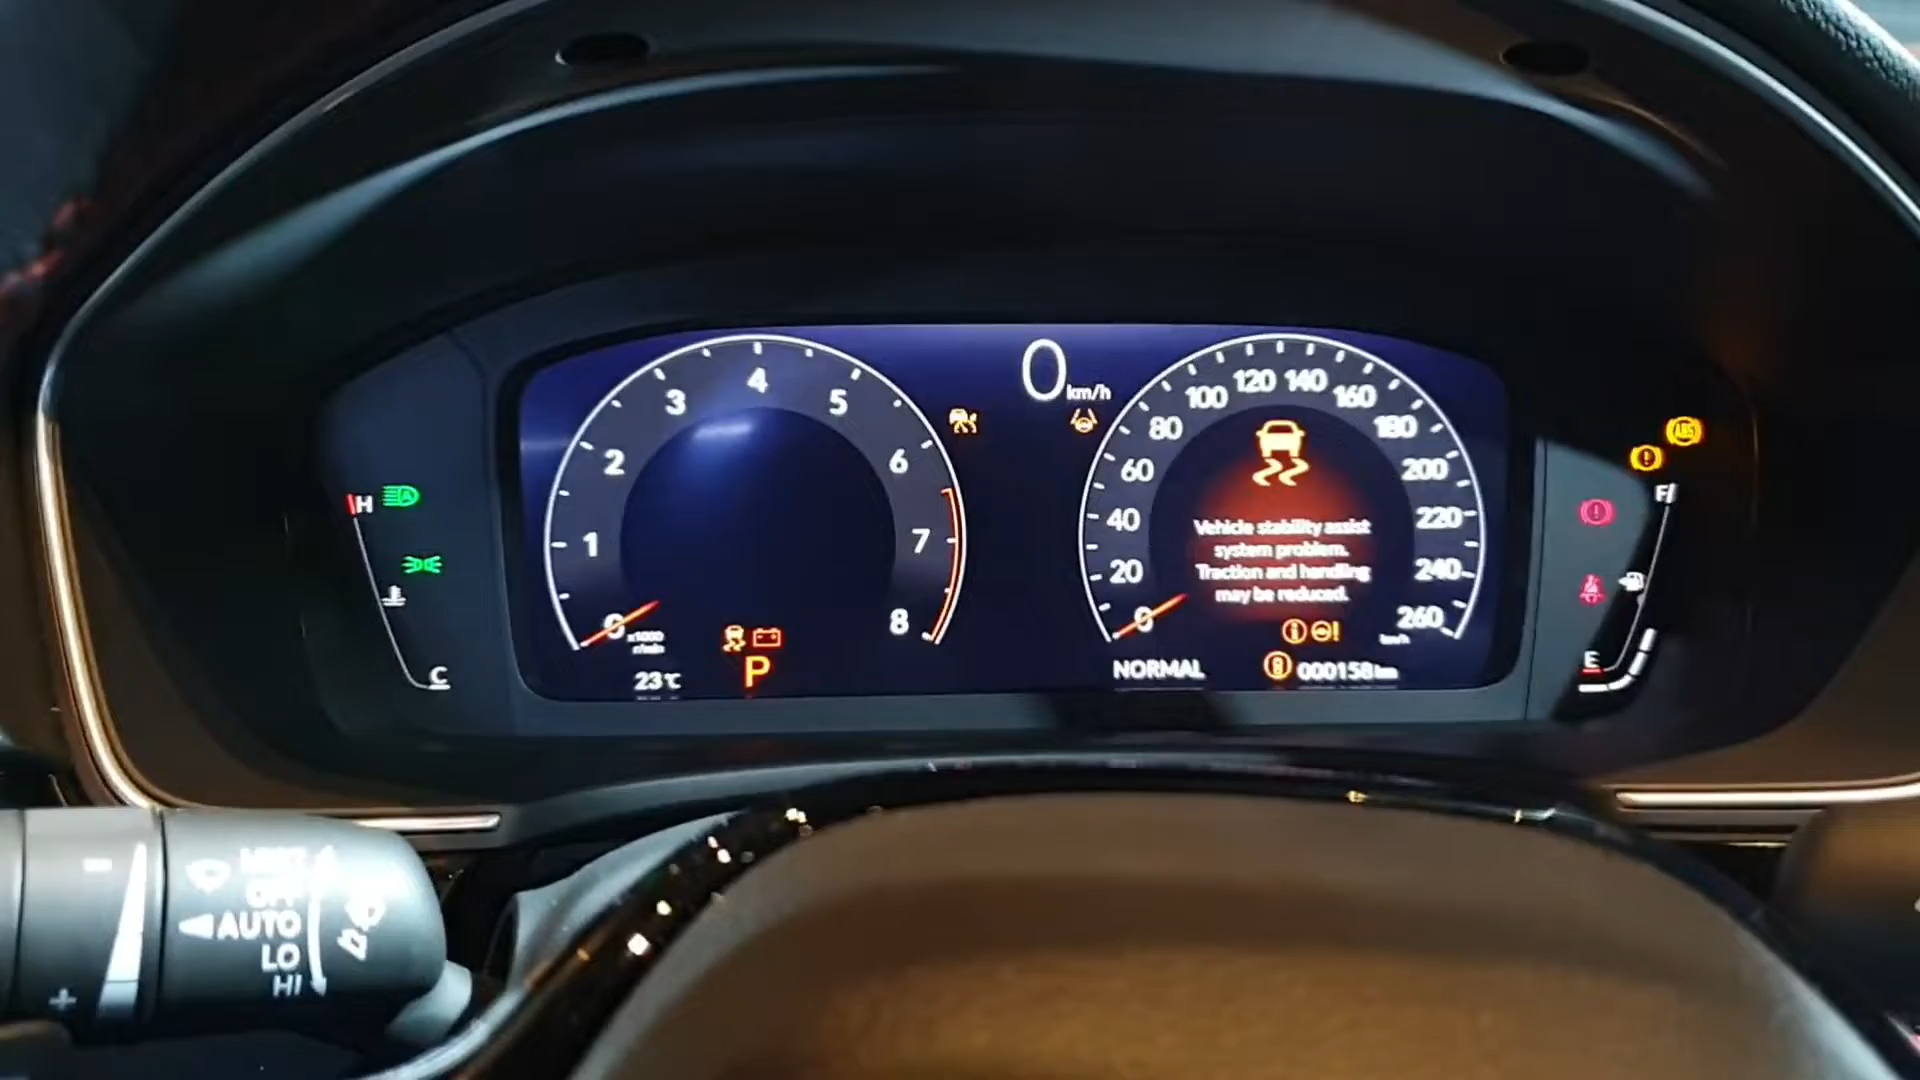 0 km/h
0
1
2
3
4
5
6
7
8
x1000
r/min
0
20
40
60
80
100
120
140
160
180
200
220
240
260
km/h
Vehicle stability assist
system problem.
Traction and handling
may be reduced.
H
A
C
23℃
P
NORMAL
000158 km
ABS
!
F
!
E
OFF
AUTO
LO
HI